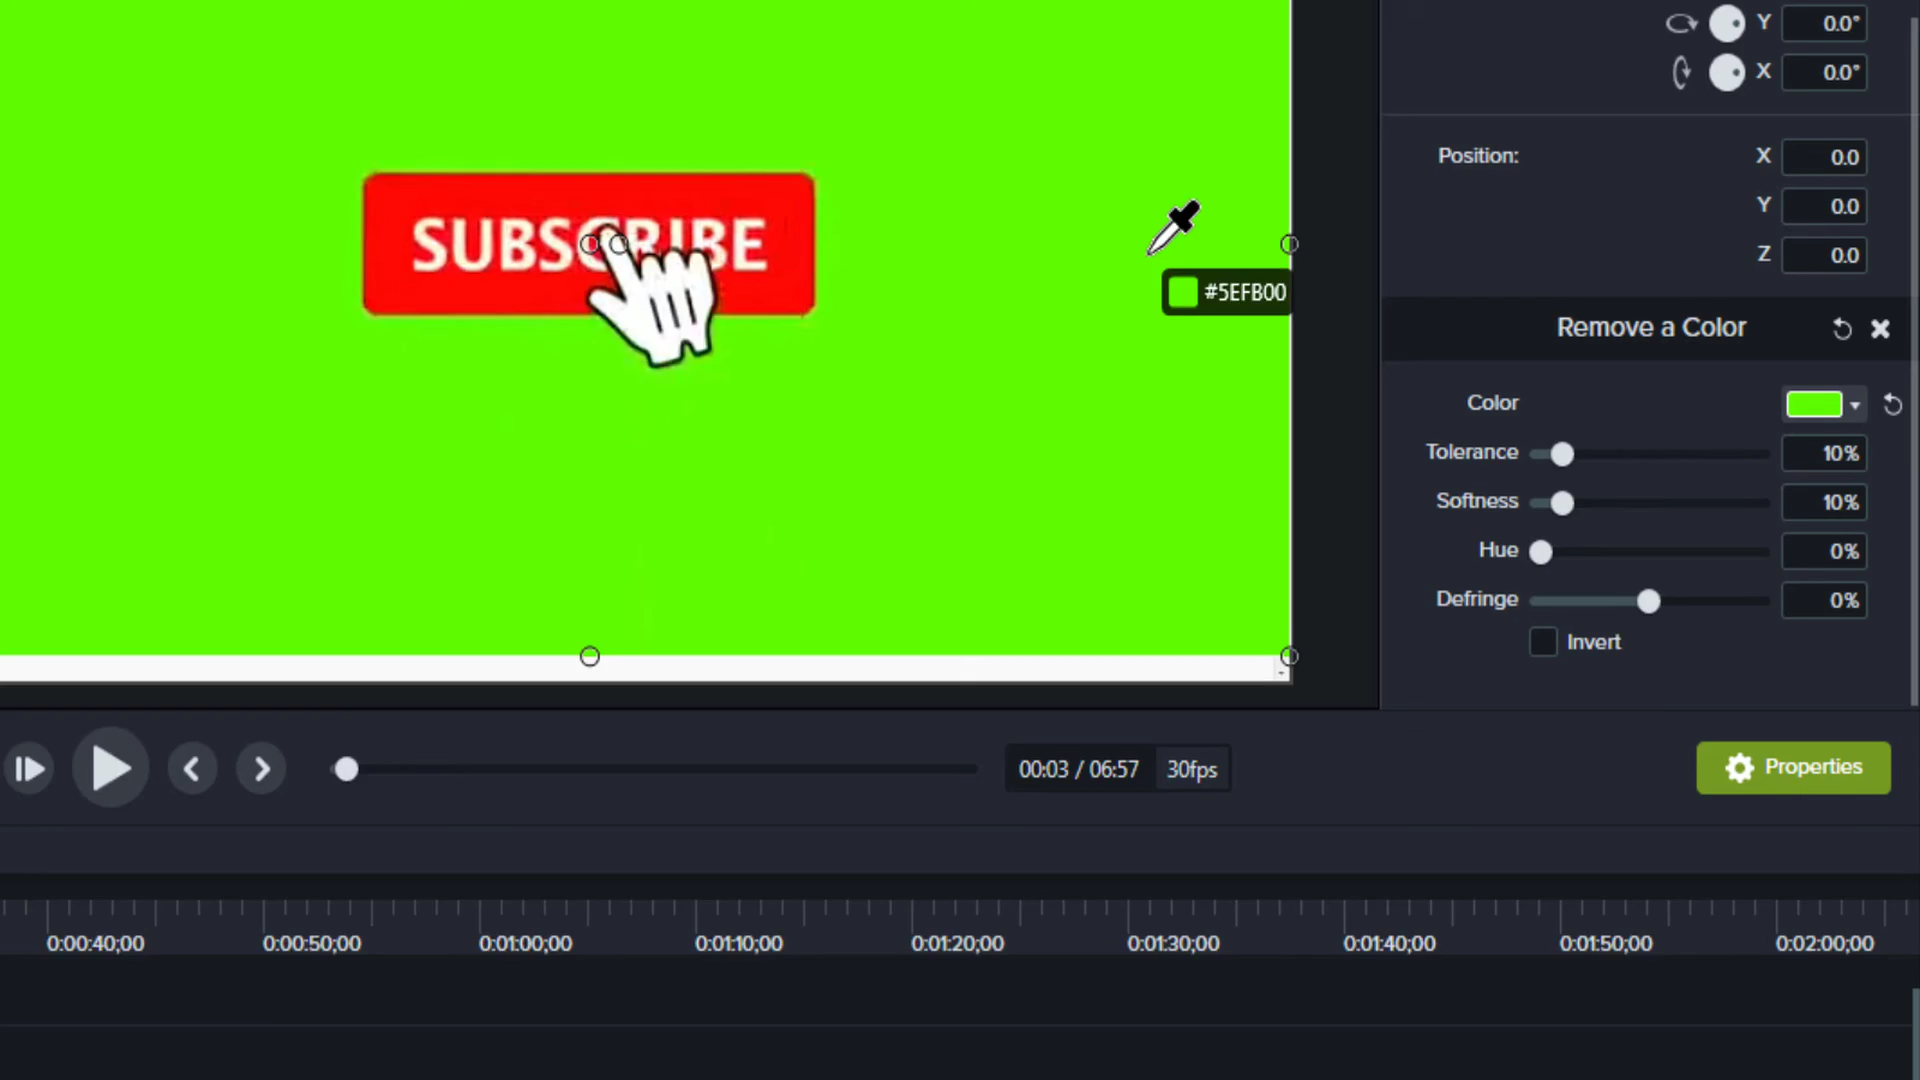 Y 0.0°
X 0.0°
Position: X 0.0
Y 0.0
Z 0.0
SUBSCRIBE
#5EFB00
Remove a Color
Color
Tolerance 10%
Softness 10%
Hue 0%
Defringe 0%
Invert
00:03 / 06:57 30fps
Properties
0:00:40;00 0:00:50;00 0:01:00;00 0:01:10;00 0:01:20;00 0:01:30;00 0:01:40;00 0:01:50;00 0:02:00;00